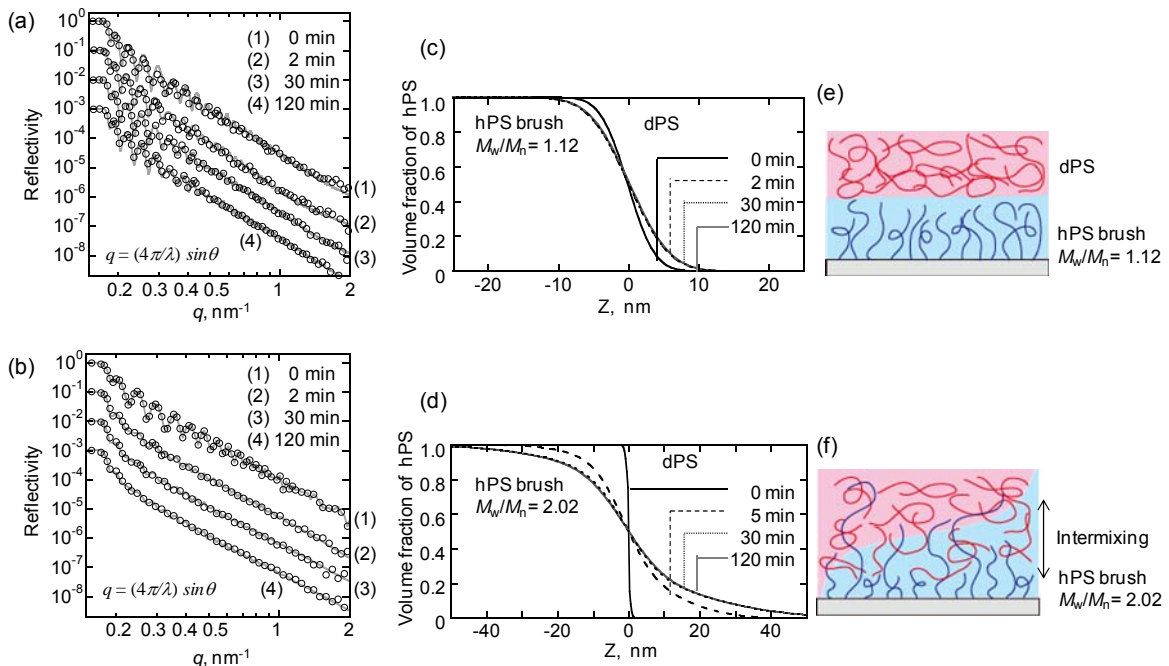 (a)
Reflectivity
10⁰
10⁻¹
10⁻²
10⁻³
10⁻⁴
10⁻⁵
10⁻⁶
10⁻⁷
10⁻⁸
(1) 0 min
(2) 2 min
(3) 30 min
(4) 120 min
(1)
(2)
(3)
(4)
q = (4π/λ) sinθ
0.2 0.3 0.4 0.5 1 2
q, nm⁻¹
(b)
Reflectivity
10⁰
10⁻¹
10⁻²
10⁻³
10⁻⁴
10⁻⁵
10⁻⁶
10⁻⁷
10⁻⁸
(1) 0 min
(2) 2 min
(3) 30 min
(4) 120 min
(1)
(2)
(3)
(4)
q = (4π/λ) sinθ
0.2 0.3 0.4 0.5 1 2
q, nm⁻¹
(c)
Volume fraction of hPS
1.0
0.8
0.6
0.4
0.2
0
hPS brush
Mw/Mn = 1.12
dPS
0 min
2 min
30 min
120 min
-20 -10 0 10 20
Z, nm
(d)
Volume fraction of hPS
1.0
0.8
0.6
0.4
0.2
0
hPS brush
Mw/Mn = 2.02
dPS
0 min
5 min
30 min
120 min
-40 -20 0 20 40
Z, nm
(e)
dPS
hPS brush
Mw/Mn = 1.12
(f)
Intermixing
hPS brush
Mw/Mn = 2.02